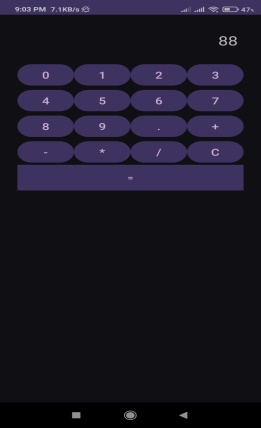 9:03 PM 7.1KB/s
47%
88
0 1 2 3
4 5 6 7
8 9 . +
- * / C
=